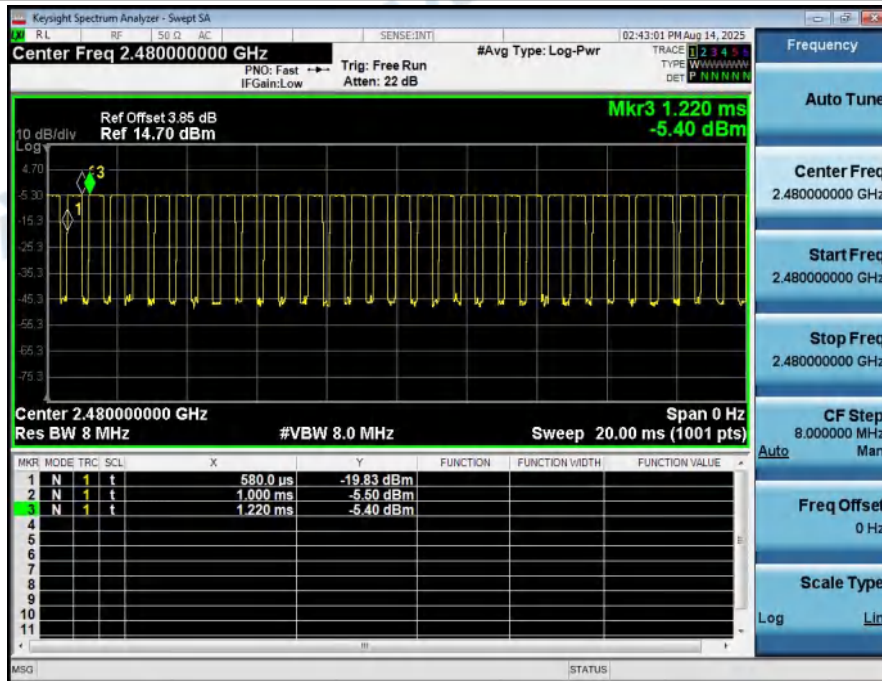 Keysight Spectrum Analyzer - Swept SA
RL RF 50 Ω AC SENSE:INT 02:43:01 PM Aug 14, 2025
Center Freq 2.480000000 GHz
PNO: Fast
IFGain:Low
Trig: Free Run
Atten: 22 dB
#Avg Type: Log-Pwr
TRACE 1 2 3 4 5 6
TYPE WWWWWWW
DET P N N N N N
Mkr3 1.220 ms
-5.40 dBm
Ref Offset 3.85 dB
10 dB/div Ref 14.70 dBm
Log
4.70
-5.30
-15.3
-25.3
-35.3
-45.3
-55.3
-65.3
-75.3
3
1
Center 2.480000000 GHz Span 0 Hz
Res BW 8 MHz #VBW 8.0 MHz Sweep 20.00 ms (1001 pts)
MKR MODE TRC SCL X Y FUNCTION FUNCTION WIDTH FUNCTION VALUE
1 N 1 t 580.0 µs -19.83 dBm
2 N 1 t 1.000 ms -5.50 dBm
3 N 1 t 1.220 ms -5.40 dBm
4
5
6
7
8
9
10
11
MSG STATUS
Frequency
Auto Tune
Center Freq
2.480000000 GHz
Start Freq
2.480000000 GHz
Stop Freq
2.480000000 GHz
CF Step
8.000000 MHz
Auto Man
Freq Offset
0 Hz
Scale Type
Log Lin